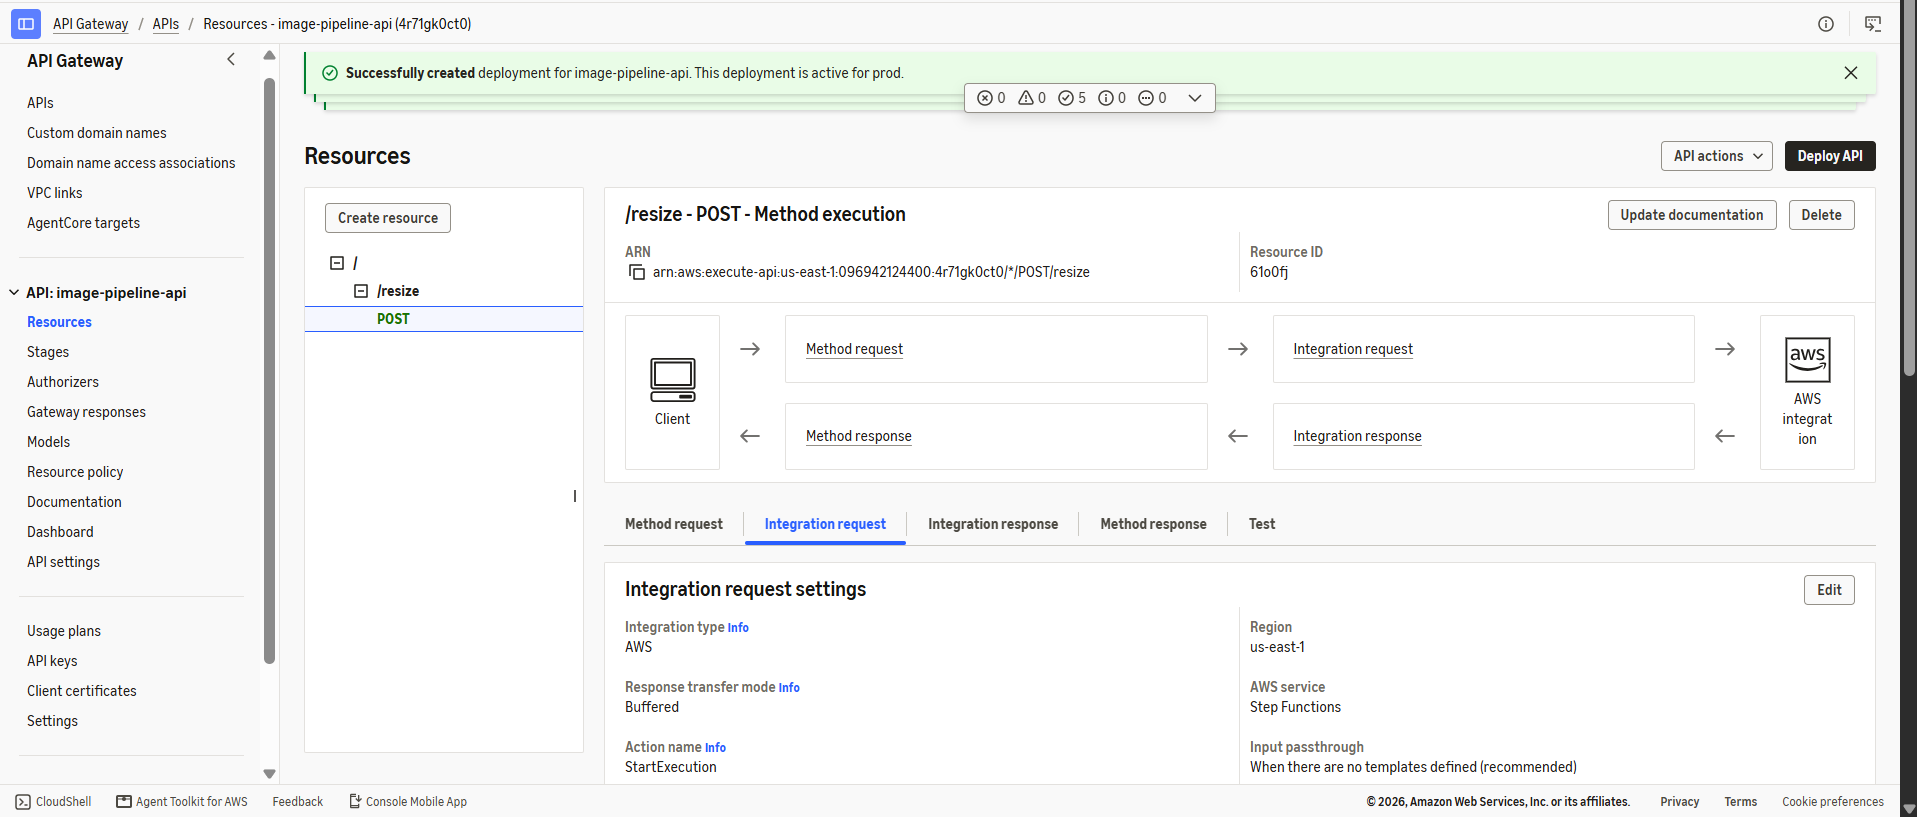 API Gateway / APIs / Resources - image-pipeline-api (4r71gk0ct0)
API Gateway
APIs
Custom domain names
Domain name access associations
VPC links
AgentCore targets
API: image-pipeline-api
Resources
Stages
Authorizers
Gateway responses
Models
Resource policy
Documentation
Dashboard
API settings
Usage plans
API keys
Client certificates
Settings
Successfully created deployment for image-pipeline-api. This deployment is active for prod.
0 0 5 0 0
Resources
API actions
Deploy API
Create resource
/
/resize
POST
/resize - POST - Method execution
Update documentation
Delete
ARN
arn:aws:execute-api:us-east-1:096942124400:4r71gk0ct0/*/POST/resize
Resource ID
61o0fj
Client
Method request
Integration request
Method response
Integration response
aws
AWS
integrat
ion
Method request
Integration request
Integration response
Method response
Test
Integration request settings
Edit
Integration type Info
AWS
Region
us-east-1
Response transfer mode Info
Buffered
AWS service
Step Functions
Action name Info
StartExecution
Input passthrough
When there are no templates defined (recommended)
CloudShell
Agent Toolkit for AWS
Feedback
Console Mobile App
© 2026, Amazon Web Services, Inc. or its affiliates.
Privacy
Terms
Cookie preferences